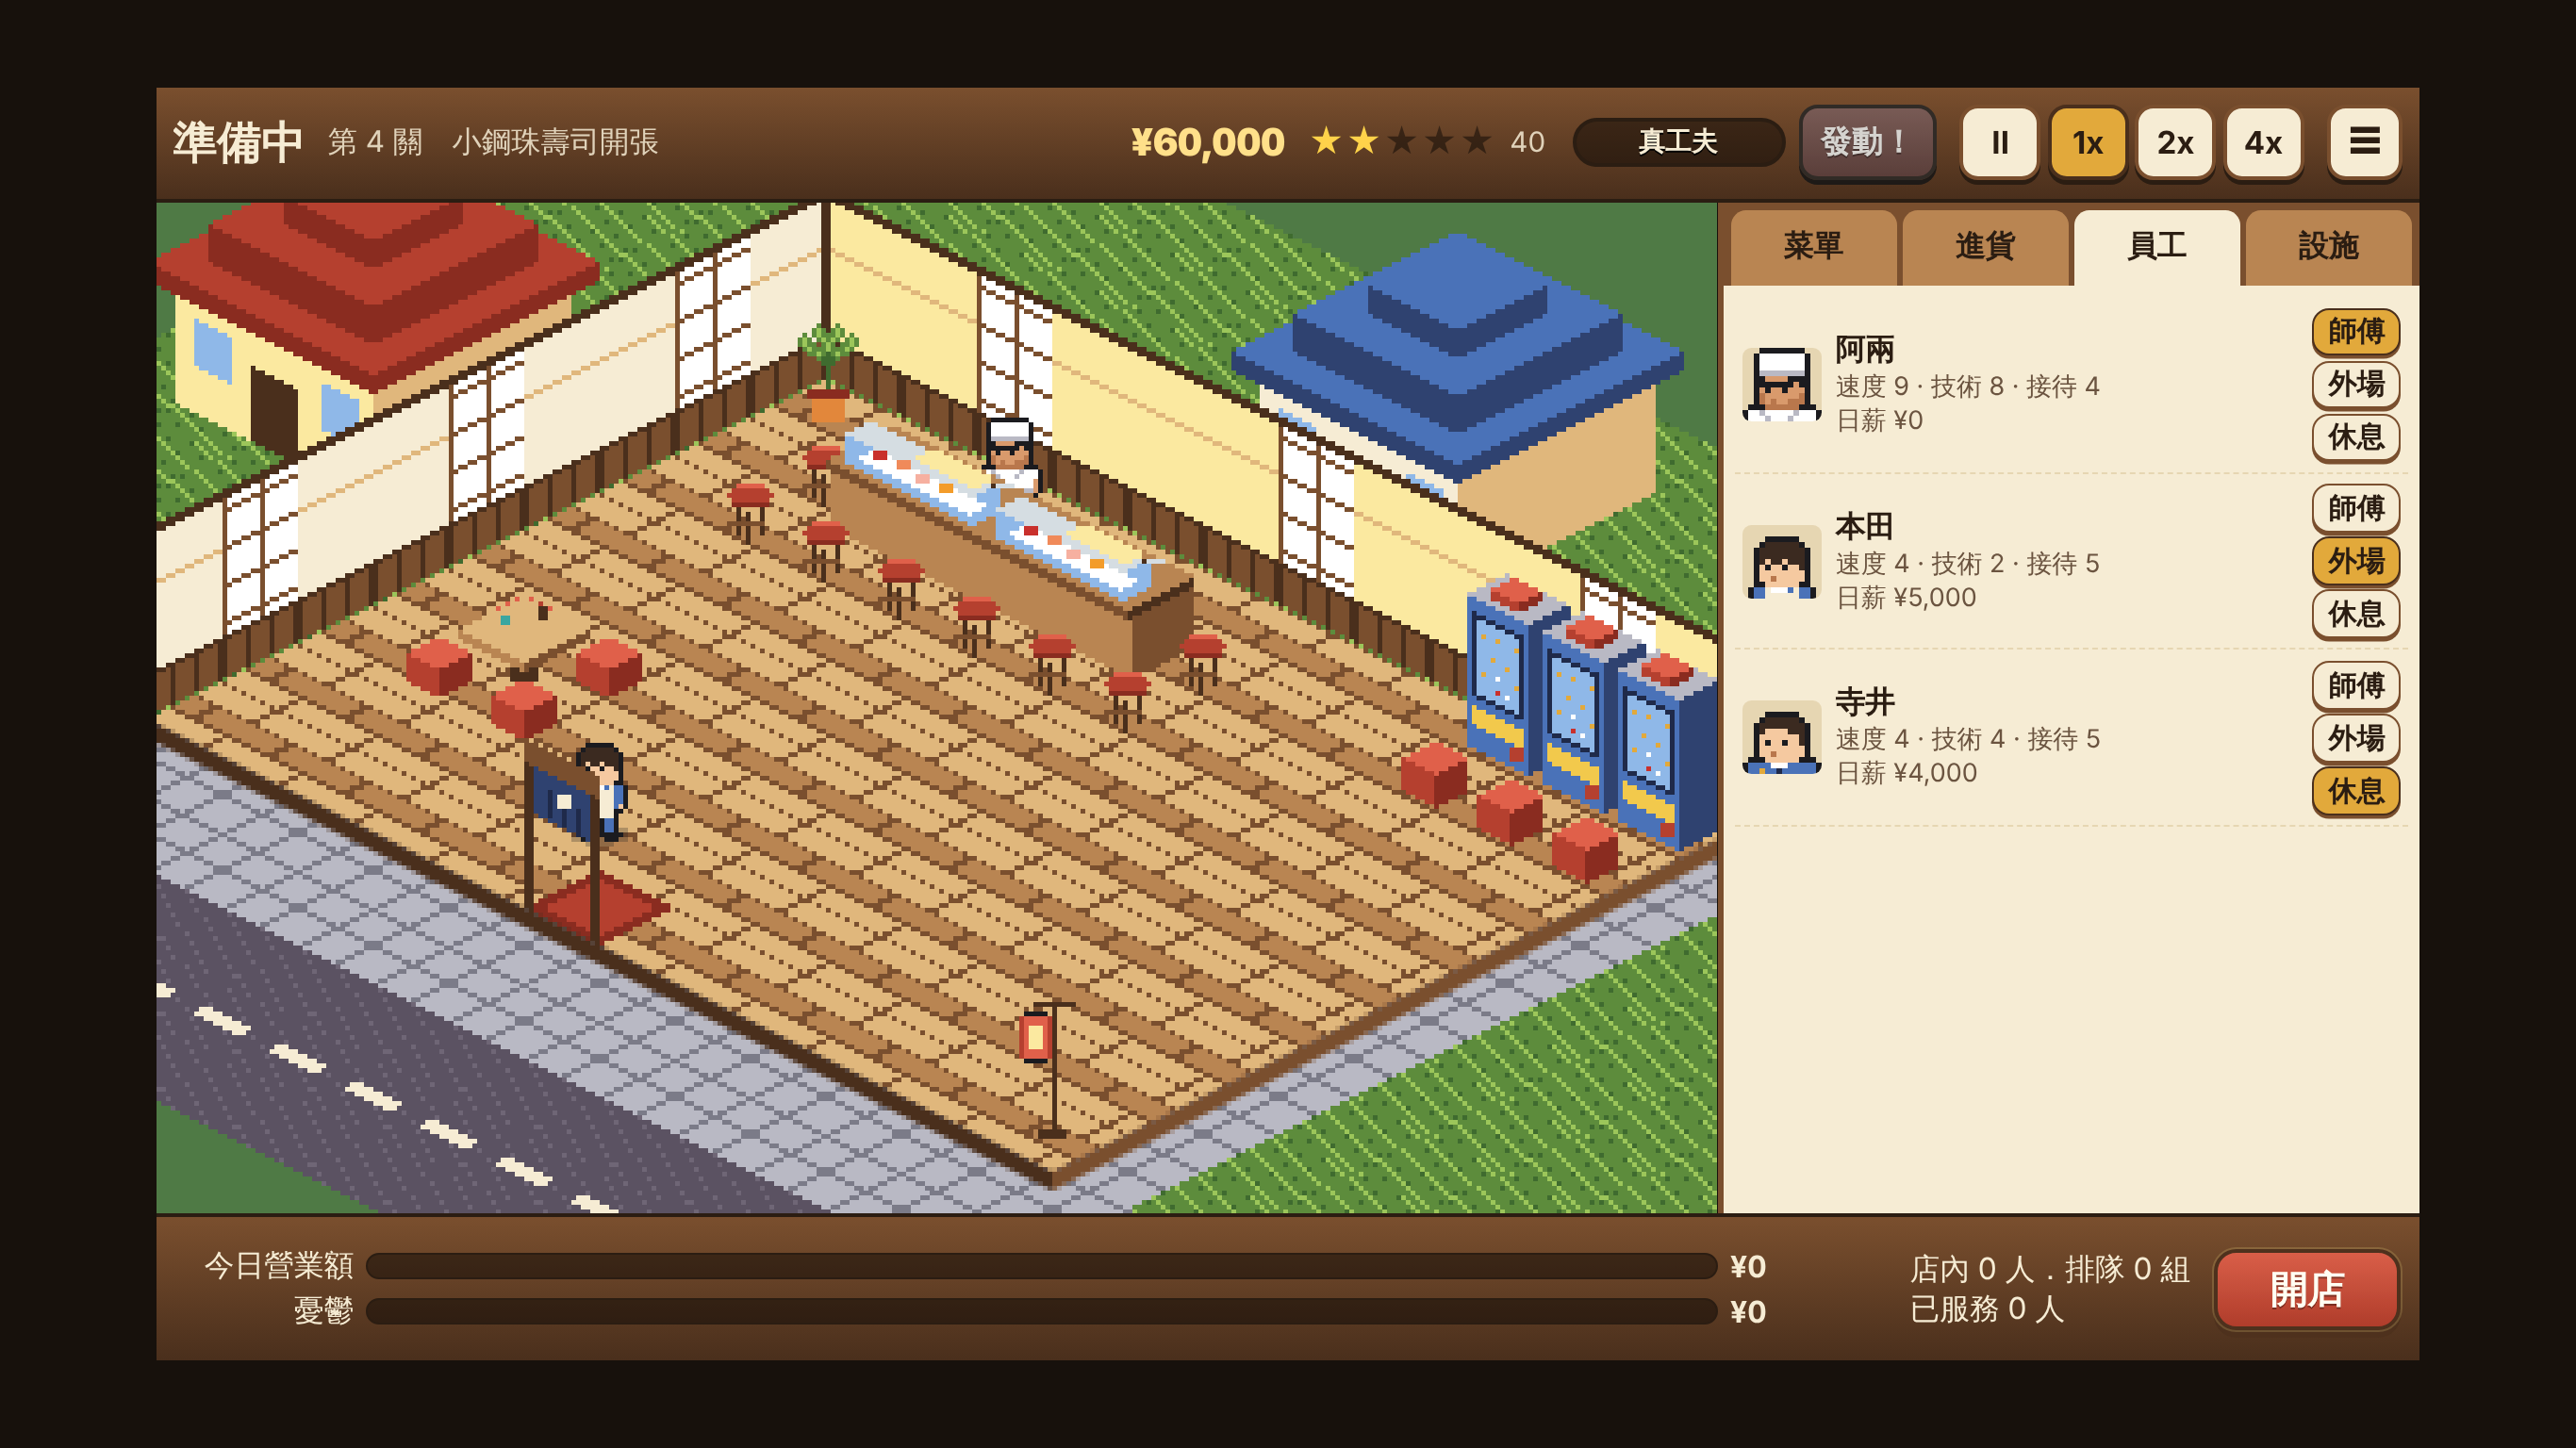 準備中 第 4 關 小鋼珠壽司開張 ¥60,000 ★★★★★ 40 真工夫 發動！ II 1x 2x 4x ☰
菜單 進貨 員工 設施
阿兩
速度 9 · 技術 8 · 接待 4
日薪 ¥0
師傅
外場
休息
本田
速度 4 · 技術 2 · 接待 5
日薪 ¥5,000
師傅
外場
休息
寺井
速度 4 · 技術 4 · 接待 5
日薪 ¥4,000
師傅
外場
休息
今日營業額 ¥0
憂鬱 ¥0
店內 0 人．排隊 0 組
已服務 0 人
開店